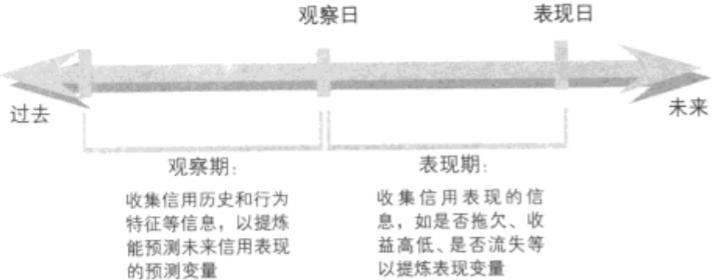 观察日
表现日
过去
未来
观察期：
收集信用历史和行为
特征等信息，以提炼
能预测未来信用表现
的预测变量
表现期：
收集信用表现的信
息，如是否拖欠、收
益高低、是否流失等
以提炼表现变量